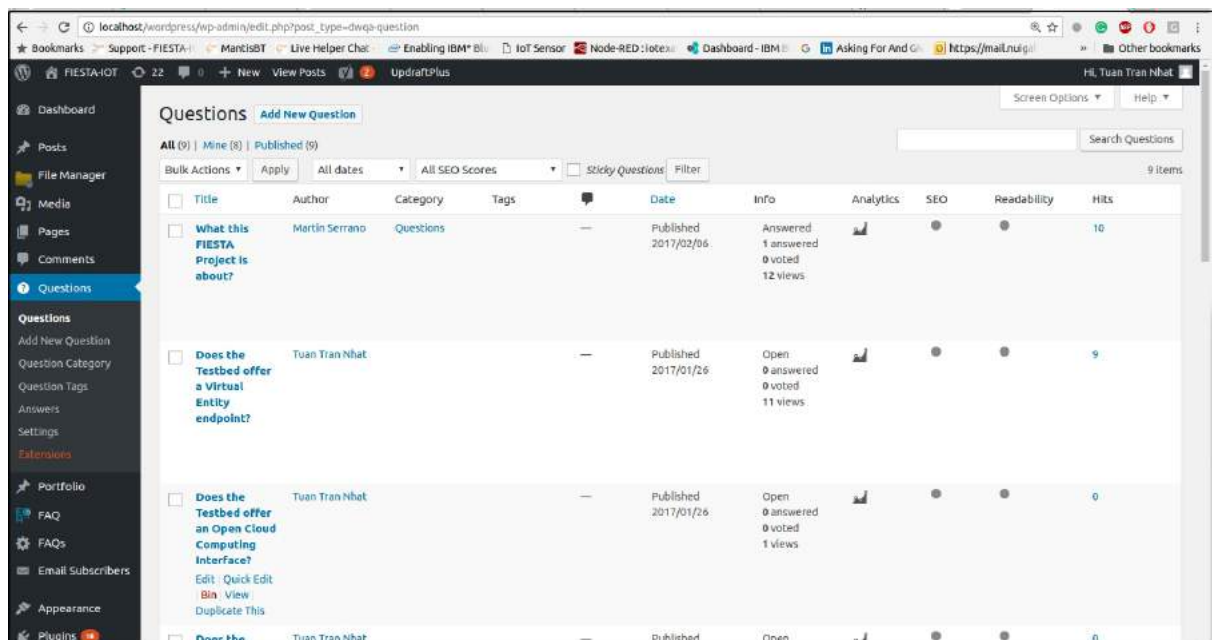 localhost/wordpress/wp-admin/edit.php?post_type=dwqa-question
Bookmarks Support - FIESTA-I MantisBT Live Helper Chat Enabling IBM* Blu IoT Sensor Node-RED : iotexa Dashboard - IBM B G Asking For And G https://mail.nuiga » Other bookmarks
FIESTA-IOT 22 0 + New View Posts 2 UpdraftPlus Hi, Tuan Tran Nhat
Dashboard
Posts
File Manager
Media
Pages
Comments
Questions
Questions
Add New Question
Question Category
Question Tags
Answers
Settings
Extensions
Portfolio
FAQ
FAQs
Email Subscribers
Appearance
Plugins
Screen Options ▼ Help ▼
Questions Add New Question
All (9) | Mine (8) | Published (9)
Search Questions
Bulk Actions ▼ Apply All dates ▼ All SEO Scores ▼ Sticky Questions Filter 9 items
Title Author Category Tags Date Info Analytics SEO Readability Hits
What this Martin Serrano Questions — Published Answered 10
FIESTA 2017/02/06 1 answered
Project is 0 voted
about? 12 views
Does the Tuan Tran Nhat — Published Open 9
Testbed offer 2017/01/26 0 answered
a Virtual 0 voted
Entity 11 views
endpoint?
Does the Tuan Tran Nhat — Published Open 0
Testbed offer 2017/01/26 0 answered
an Open Cloud 0 voted
Computing 1 views
Interface?
Edit | Quick Edit
| Bin | View |
Duplicate This
Does the Tuan Tran Nhat — Published Open 0